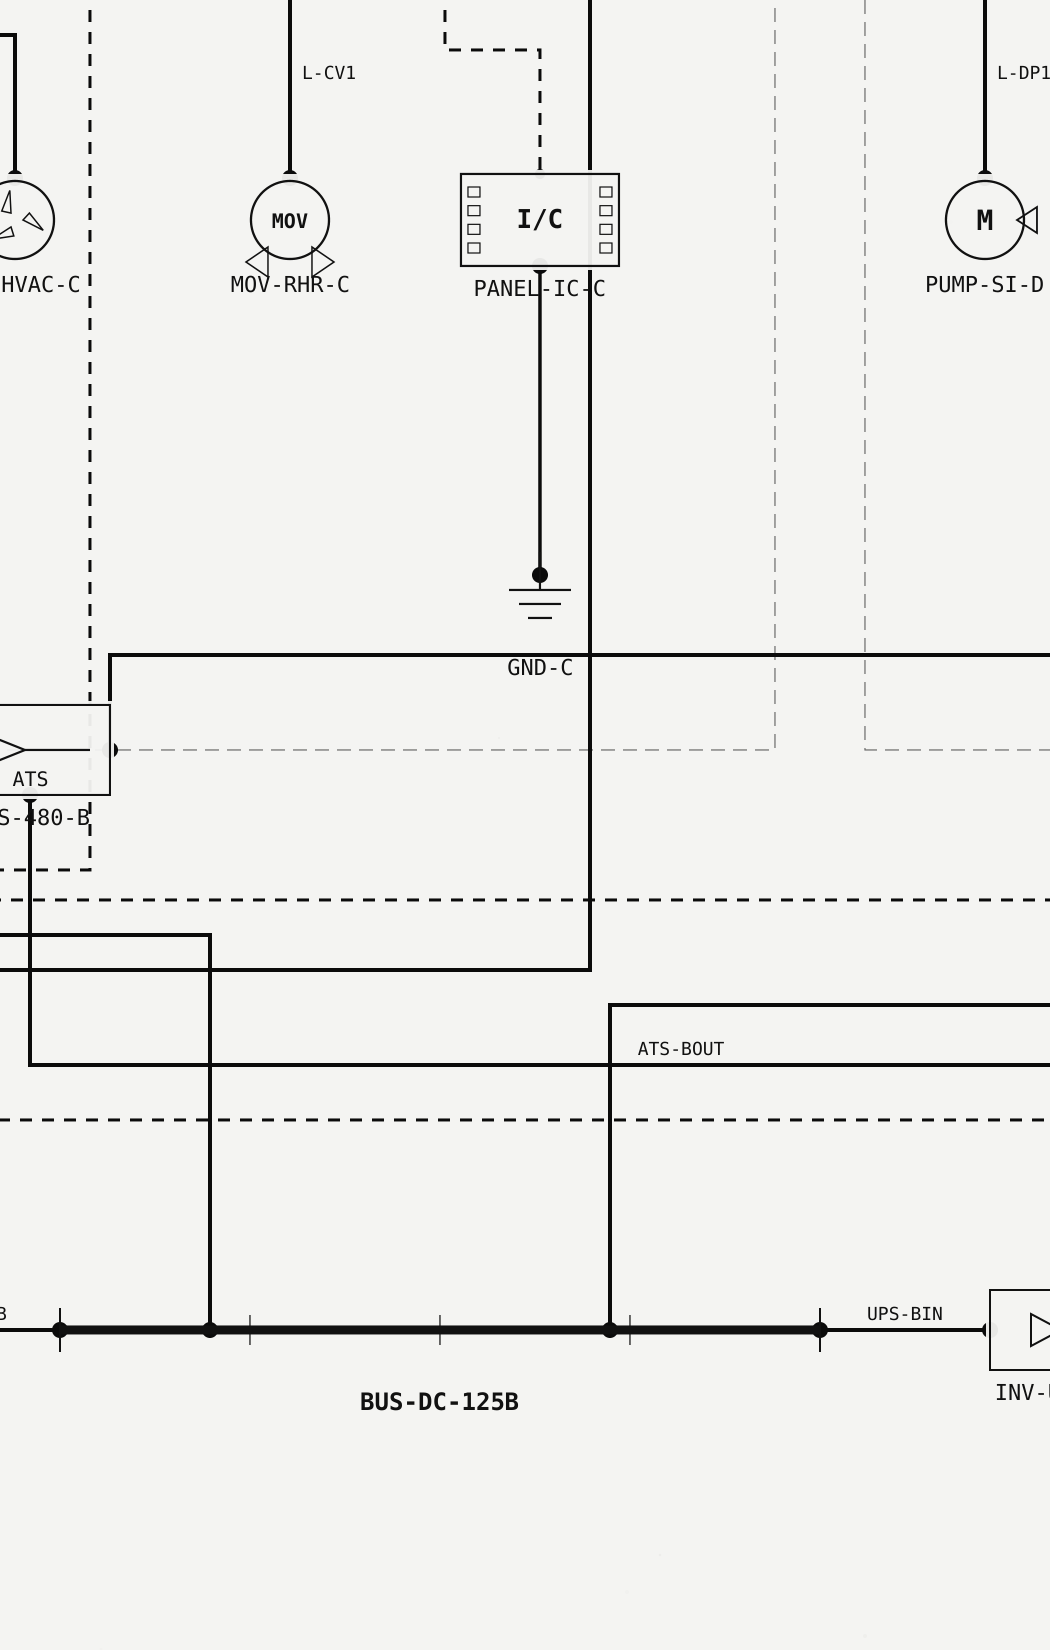 L-CV1
L-DP1
MOV
I/C
M
HVAC-C
MOV-RHR-C
PANEL-IC-C
PUMP-SI-D
GND-C
ATS
S-480-B
ATS-BOUT
B
UPS-BIN
INV-
BUS-DC-125B